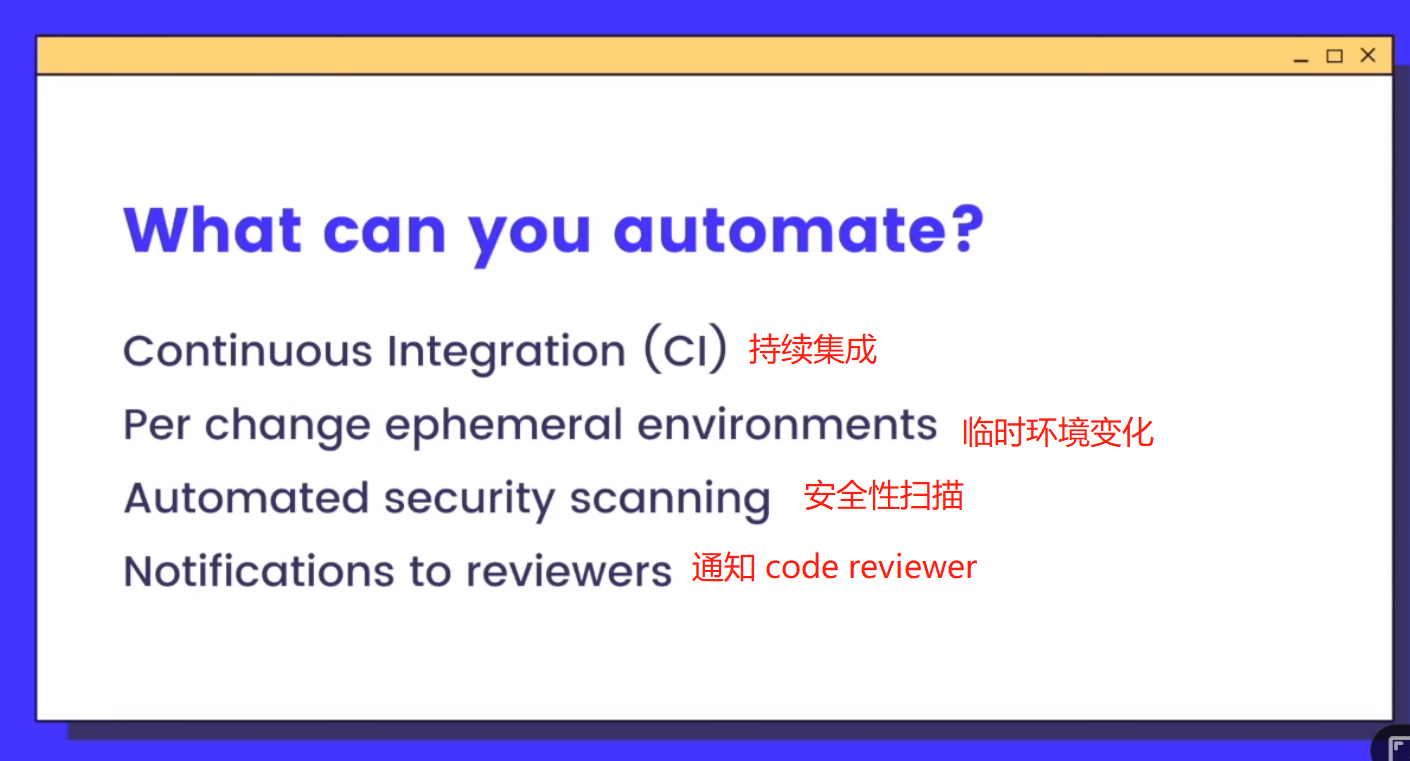 What can you automate?
Continuous Integration (CI) 持续集成
Per change ephemeral environments 临时环境变化
Automated security scanning 安全性扫描
Notifications to reviewers 通知 code reviewer